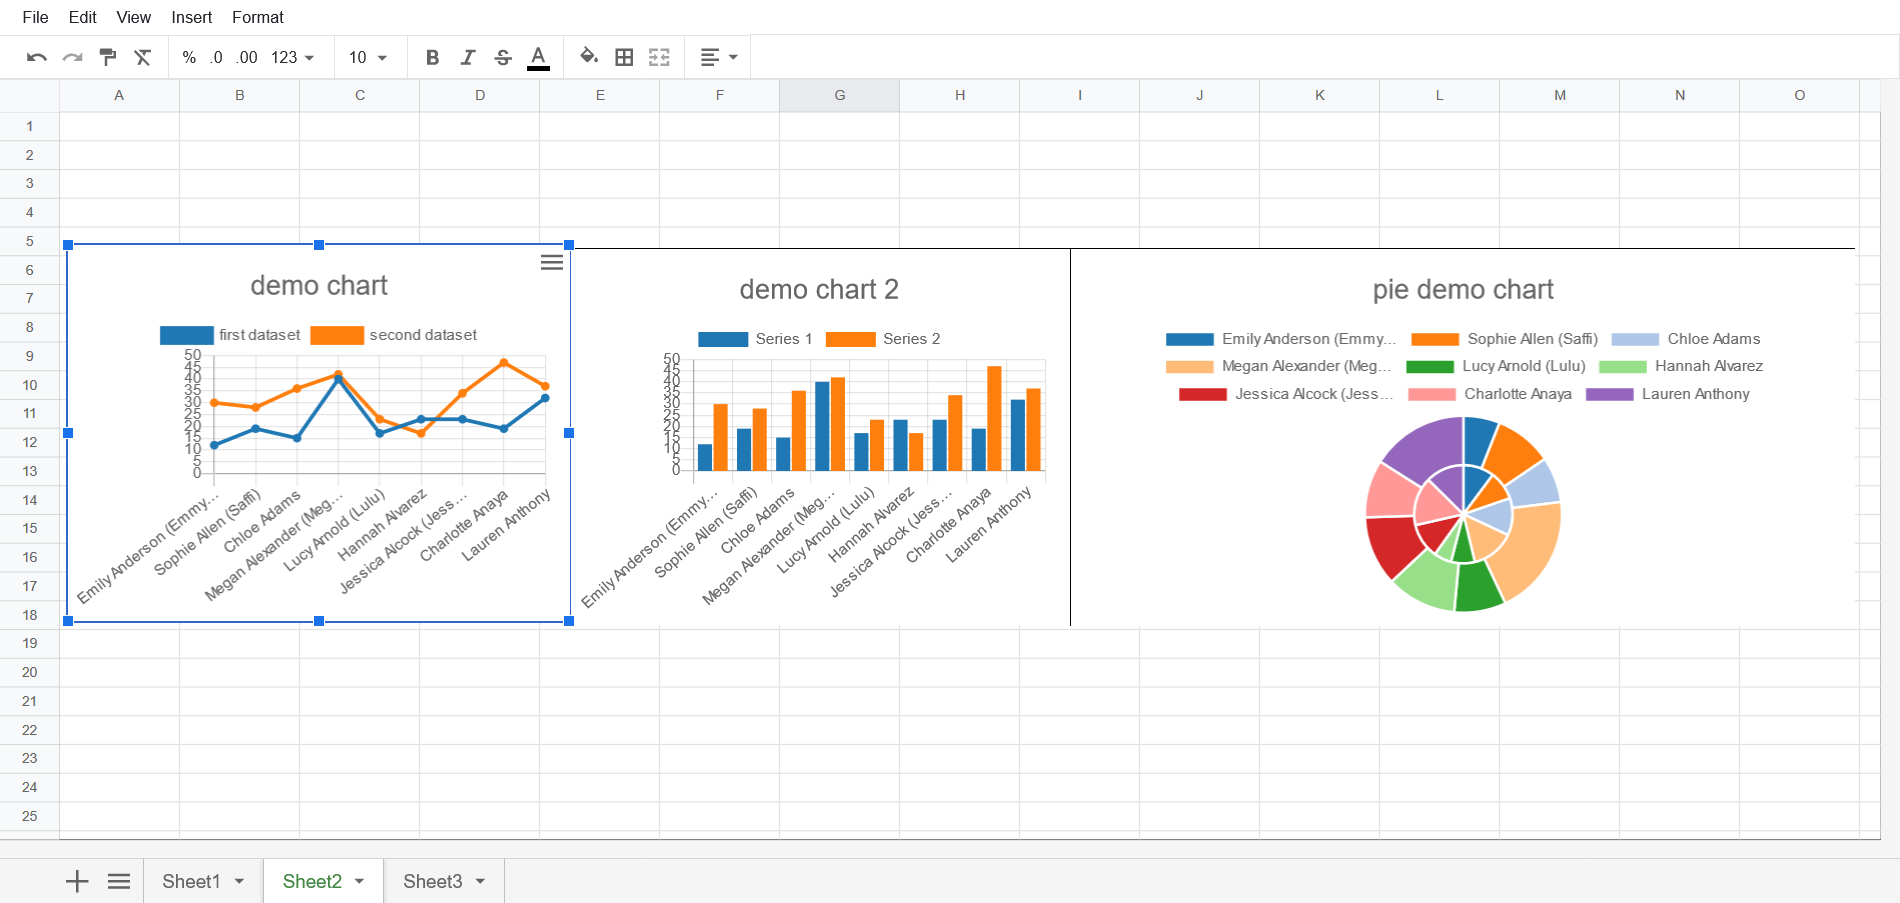 File Edit View Insert Format
% .0 .00 123 10 B I S A
A B C D E F G H I J K L M N O
1
2
3
4
5
6
7
8
9
10
11
12
13
14
15
16
17
18
19
20
21
22
23
24
25
demo chart
first dataset second dataset
50
45
40
35
30
25
20
15
10
5
0
Emily Anderson (Emmy...
Sophie Allen (Saffi)
Chloe Adams
Megan Alexander (Meg...
Lucy Arnold (Lulu)
Hannah Alvarez
Jessica Alcock (Jess...
Charlotte Anaya
Lauren Anthony
demo chart 2
Series 1 Series 2
50
45
40
35
30
25
20
15
10
5
0
Emily Anderson (Emmy...
Sophie Allen (Saffi)
Chloe Adams
Megan Alexander (Meg...
Lucy Arnold (Lulu)
Hannah Alvarez
Jessica Alcock (Jess...
Charlotte Anaya
Lauren Anthony
pie demo chart
Emily Anderson (Emmy... Sophie Allen (Saffi) Chloe Adams
Megan Alexander (Meg... Lucy Arnold (Lulu) Hannah Alvarez
Jessica Alcock (Jess... Charlotte Anaya Lauren Anthony
Sheet1 Sheet2 Sheet3